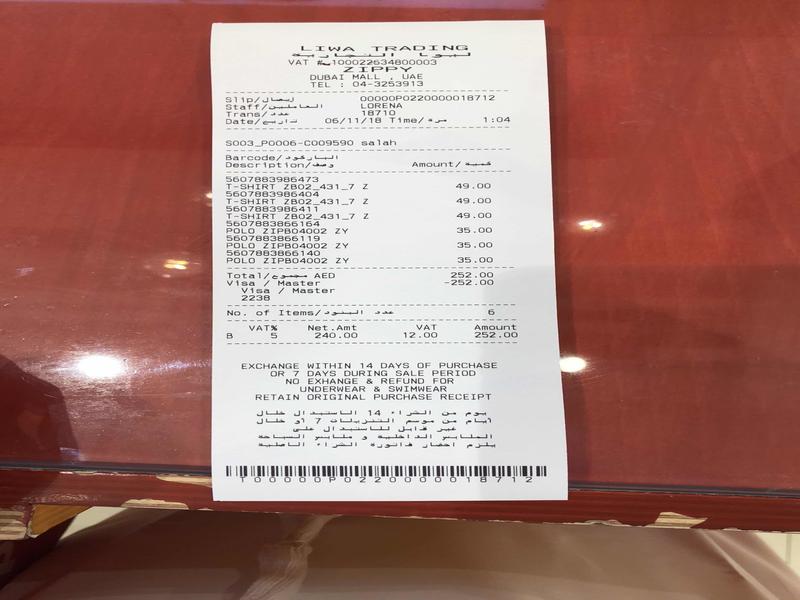 LIWA TRADING
ليوا التجارية
VAT #:100022634800003
ZIPPY
DUBAI MALL , UAE
TEL : 04-3253913
Slip/إيصال 00000P0220000018712
Staff/العاملين LORENA
Trans/عدد 18710
Date/تاريخ 06/11/18 Time/مره 1:04
S003_P0006-C009590 salah
Barcode/الباركود
Description/وصف Amount/كمية
5607883986473
T-SHIRT ZB02_431_7 Z 49.00
5607883986404
T-SHIRT ZB02_431_7 Z 49.00
5607883986411
T-SHIRT ZB02_431_7 Z 49.00
5607883866164
POLO ZIPB04002 ZY 35.00
5607883866119
POLO ZIPB04002 ZY 35.00
5607883866140
POLO ZIPB04002 ZY 35.00
Total/مجموع AED 252.00
Visa / Master -252.00
Visa / Master
2238
No. of Items/عدد البنود 6
VAT% Net.Amt VAT Amount
B 5 240.00 12.00 252.00
EXCHANGE WITHIN 14 DAYS OF PURCHASE
OR 7 DAYS DURING SALE PERIOD
NO EXHANGE & REFUND FOR
UNDERWEAR & SWIMWEAR
RETAIN ORIGINAL PURCHASE RECEIPT
يوم من الشراء 14 الاستبدال خلال
أيام من موسم التنزيلات 7 أو خلال
غير قابل للاستبدال على
الملابس الداخلية و ملابس السباحة
يلزم احضار فاتورة الشراء الأصلية
T00000P0220000018712